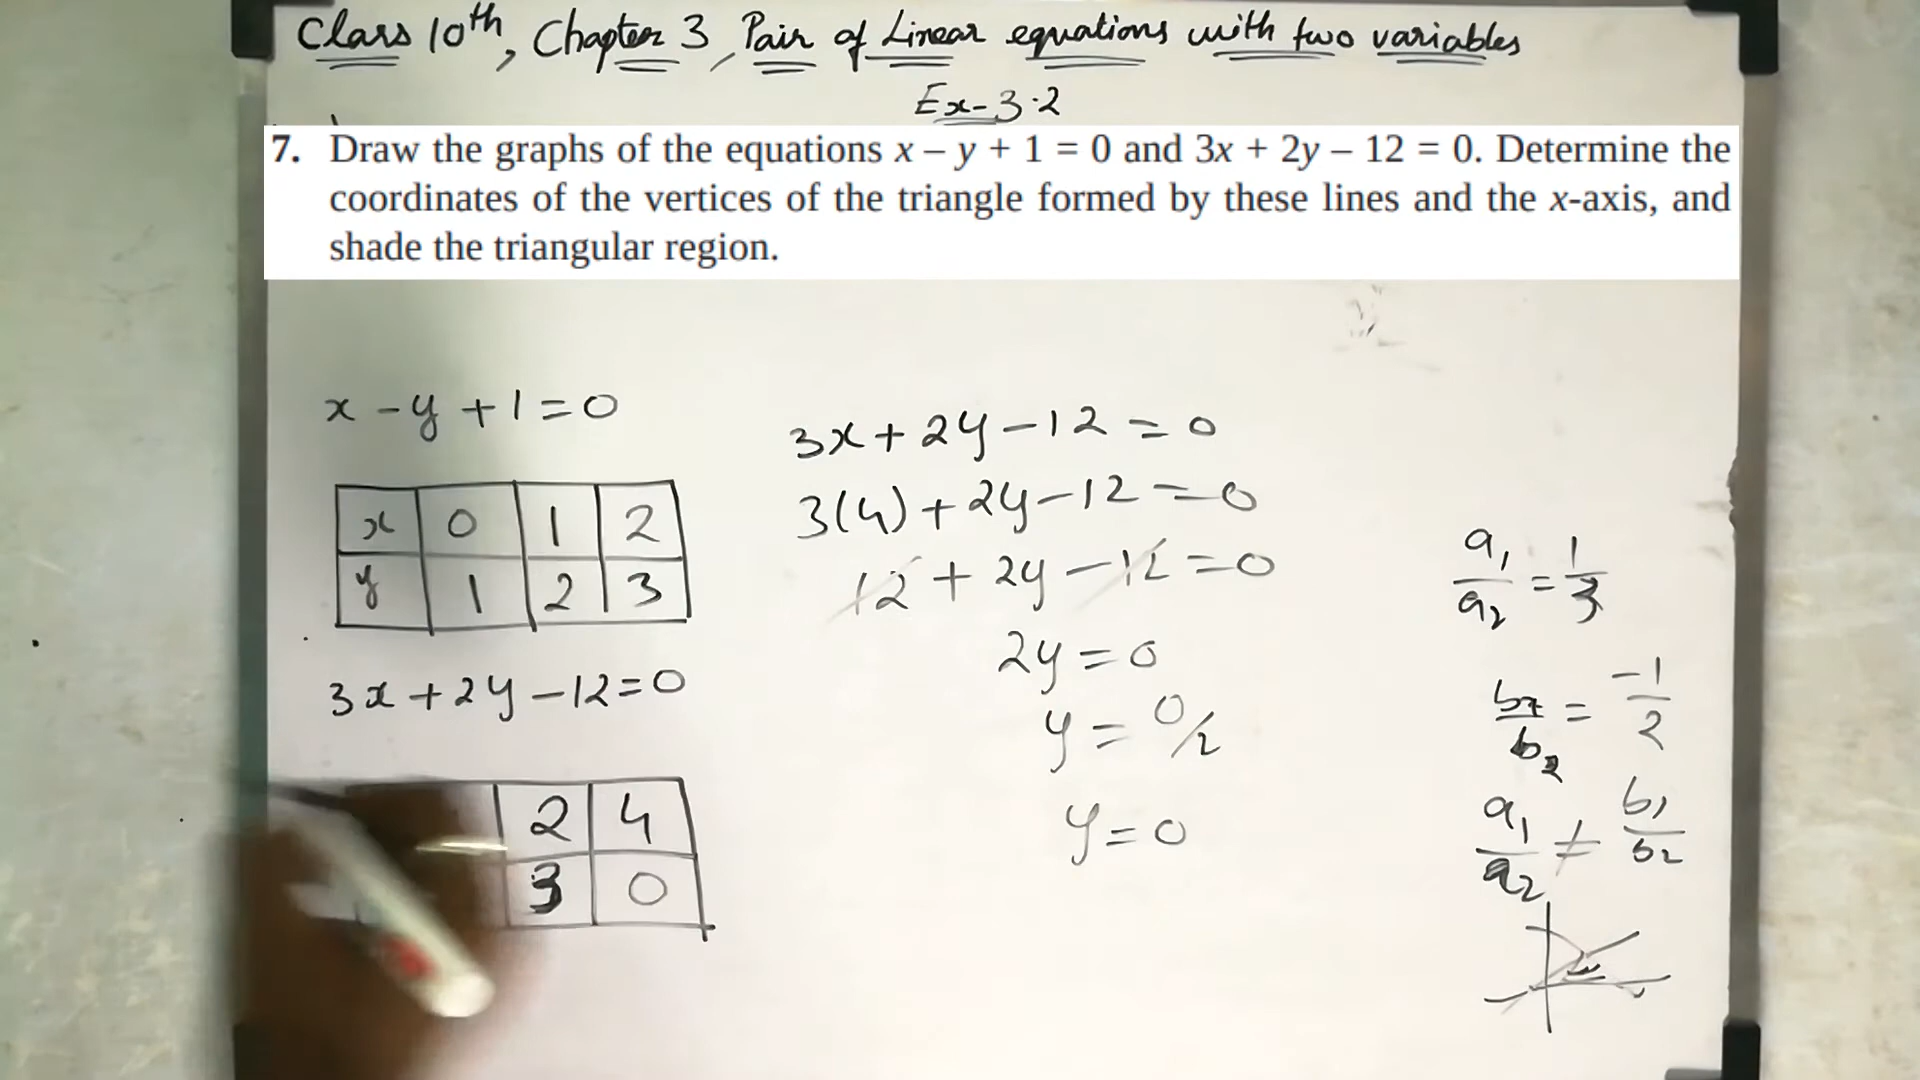 Class 10th, Chapter 3, Pair of Linear equations with two variables
Ex-3.2
7. Draw the graphs of the equations x – y + 1 = 0 and 3x + 2y – 12 = 0. Determine the
coordinates of the vertices of the triangle formed by these lines and the x-axis, and
shade the triangular region.
x - y + 1 = 0
x 0 1 2
y 1 2 3
3x + 2y - 12 = 0
2 4
3 0
3x + 2y - 12 = 0
3(4) + 2y - 12 = 0
12 + 2y - 12 = 0
2y = 0
y = 0/2
y = 0
a1/a2 = 1/3
b1/b2 = -1/2
a1/a2 ≠ b1/b2